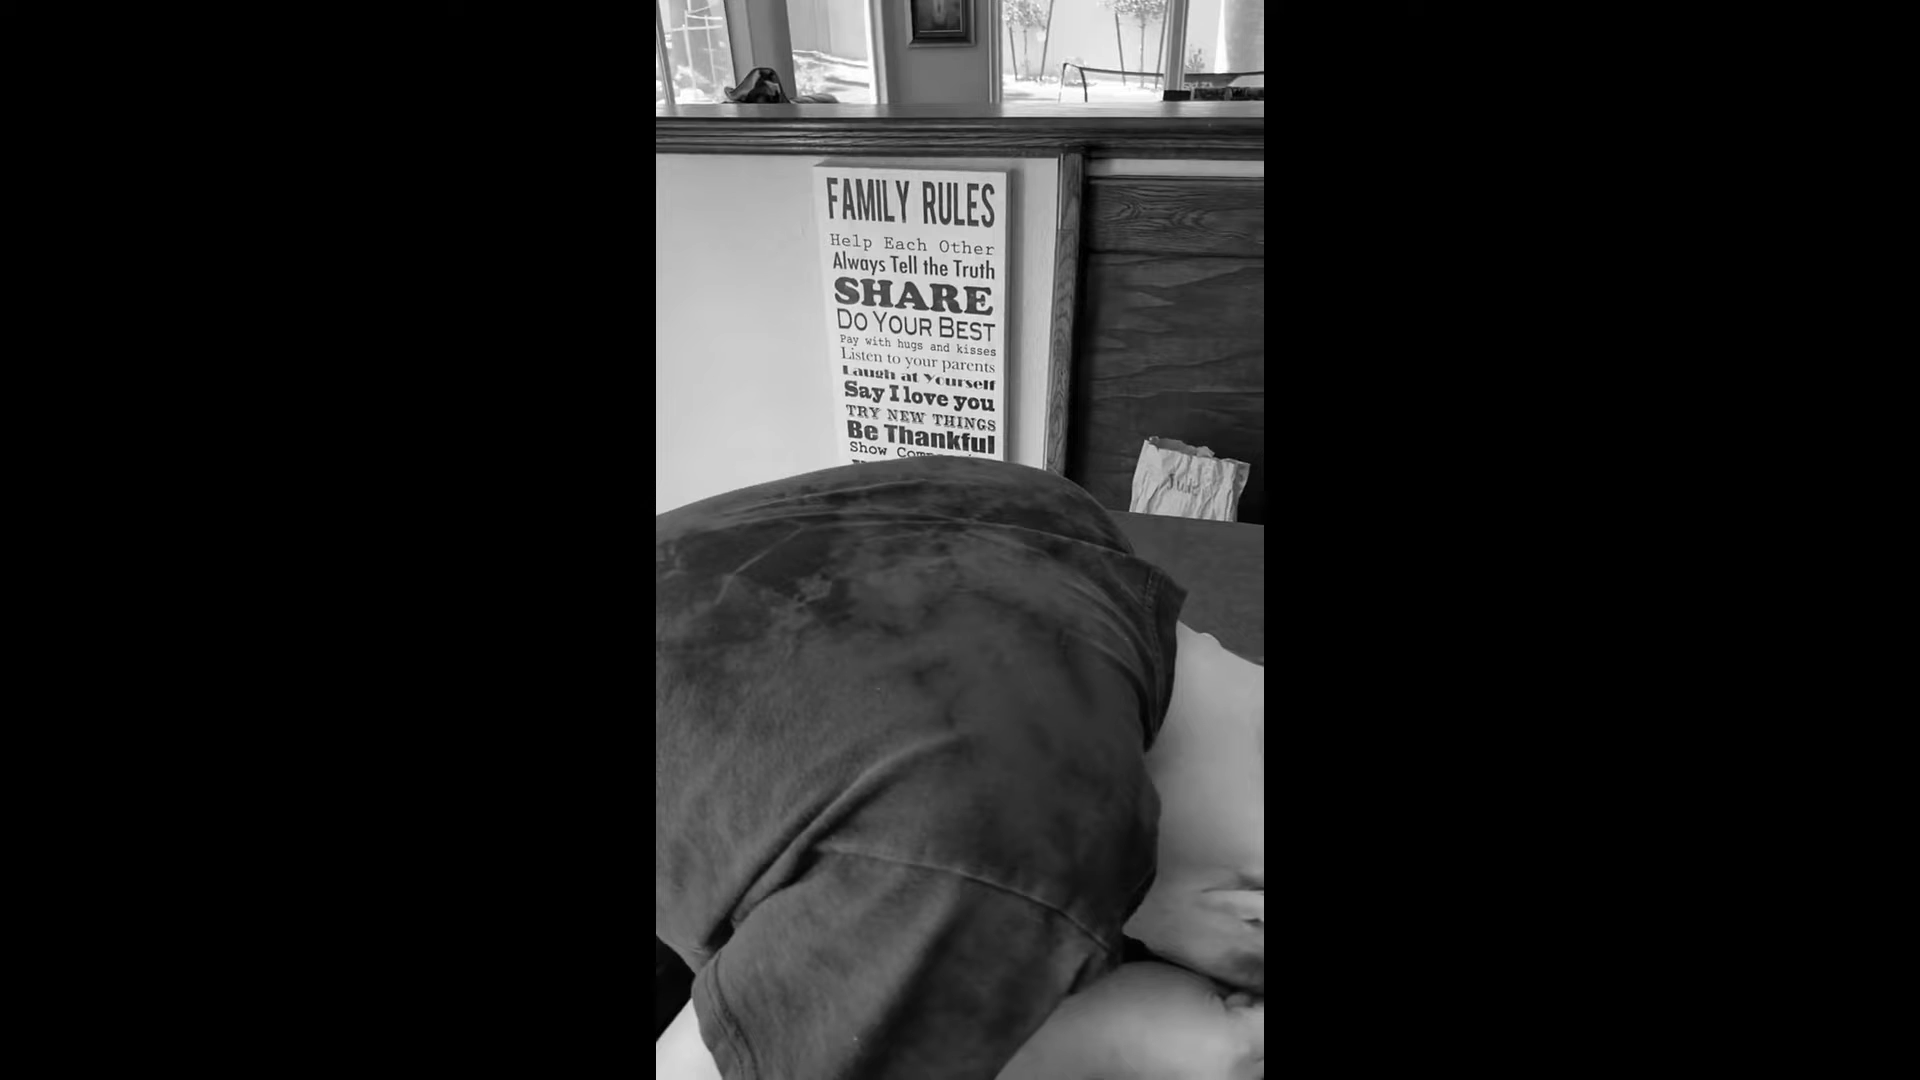 FAMILY RULES
Help Each Other
Always Tell the Truth
SHARE
DO YOUR BEST
Pay with hugs and kisses
Listen to your parents
Laugh at Yourself
Say I love you
TRY NEW THINGS
Be Thankful
Show